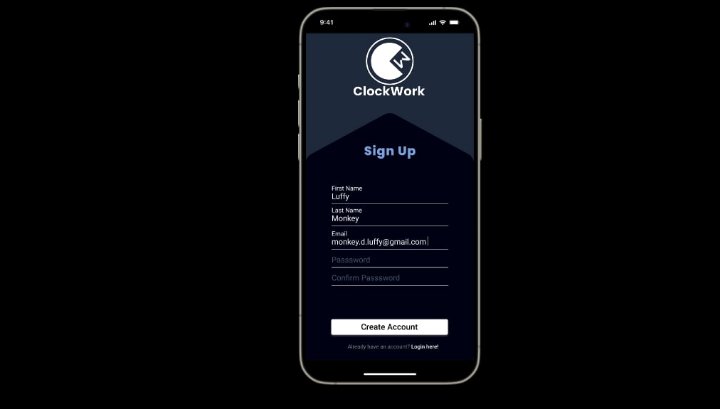 9:41
ClockWork
Sign Up
First Name
Luffy
Last Name
Monkey
Email
monkey.d.luffy@gmail.com
Passsword
Confirm Passsword
Create Account
Already have an account? Login here!